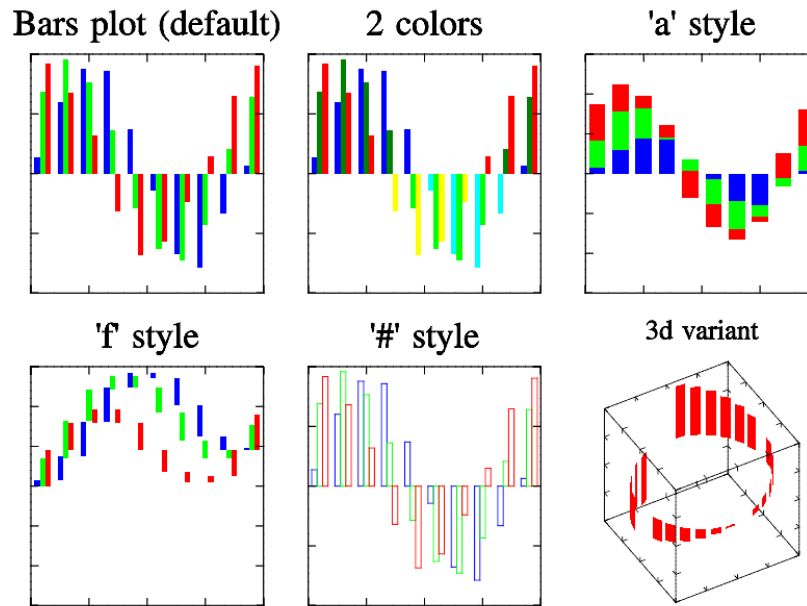 Bars plot (default)
2 colors
'a' style
'f' style
'#' style
3d variant